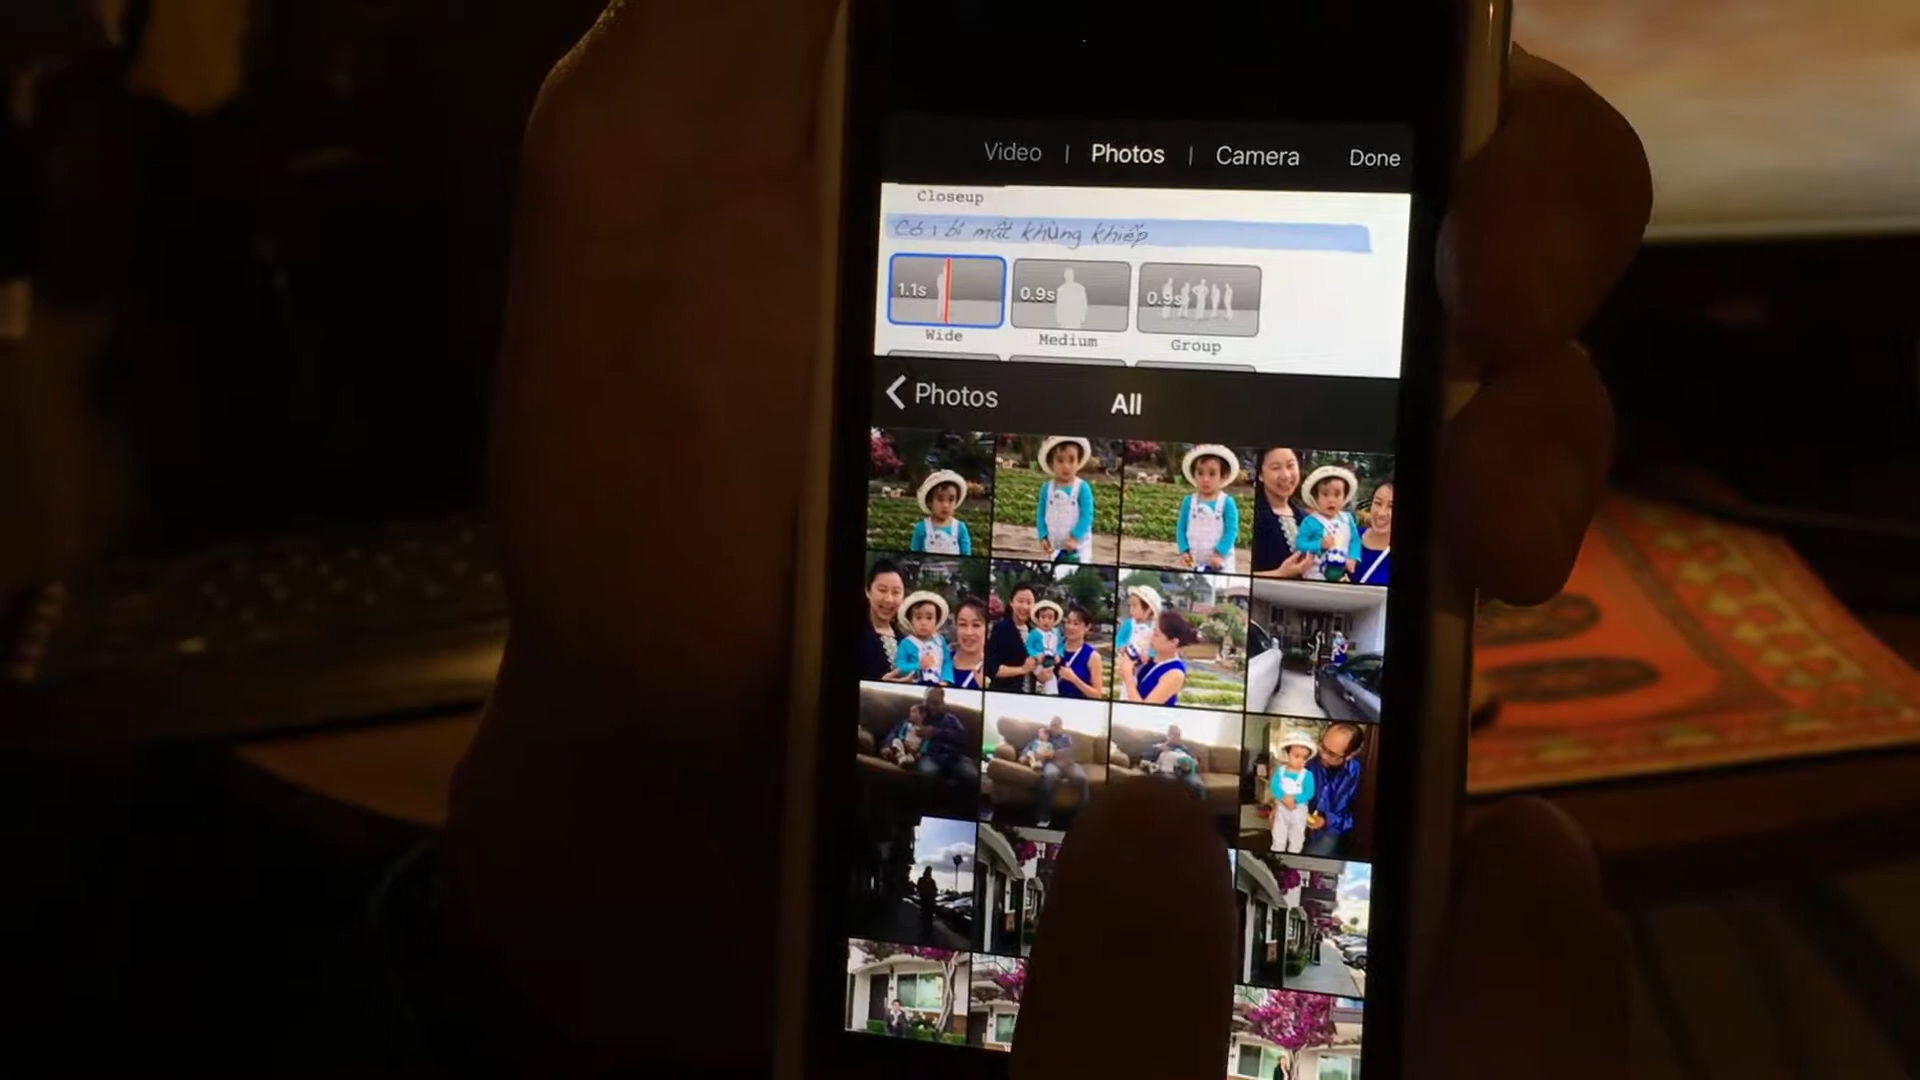 Video | Photos | Camera Done
Closeup
Có 1 bí mất khủng khiếp
1.1s 0.9s 0.9s
Wide Medium Group
Photos All